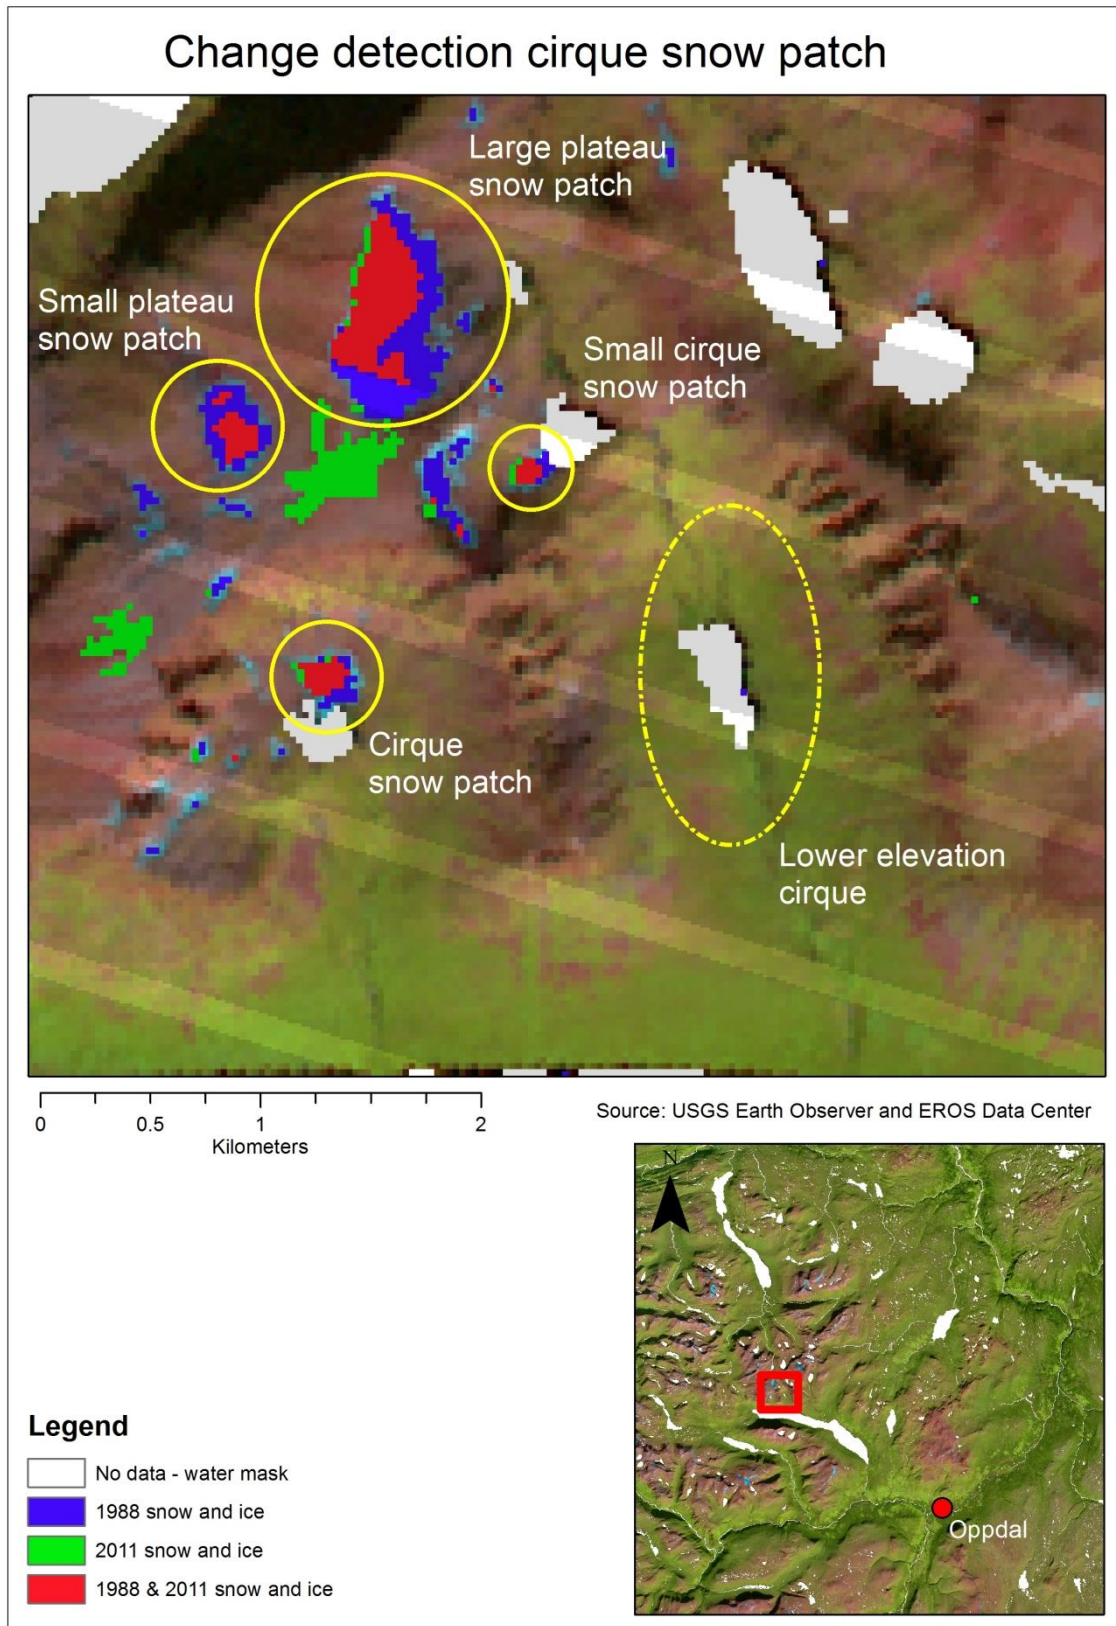 Change detection cirque snow patch
Large plateau
snow patch
Small plateau
snow patch
Small cirque
snow patch
Cirque
snow patch
Lower elevation
cirque
0 0.5 1 2
Kilometers
Source: USGS Earth Observer and EROS Data Center
N
Oppdal
Legend
No data - water mask
1988 snow and ice
2011 snow and ice
1988 & 2011 snow and ice